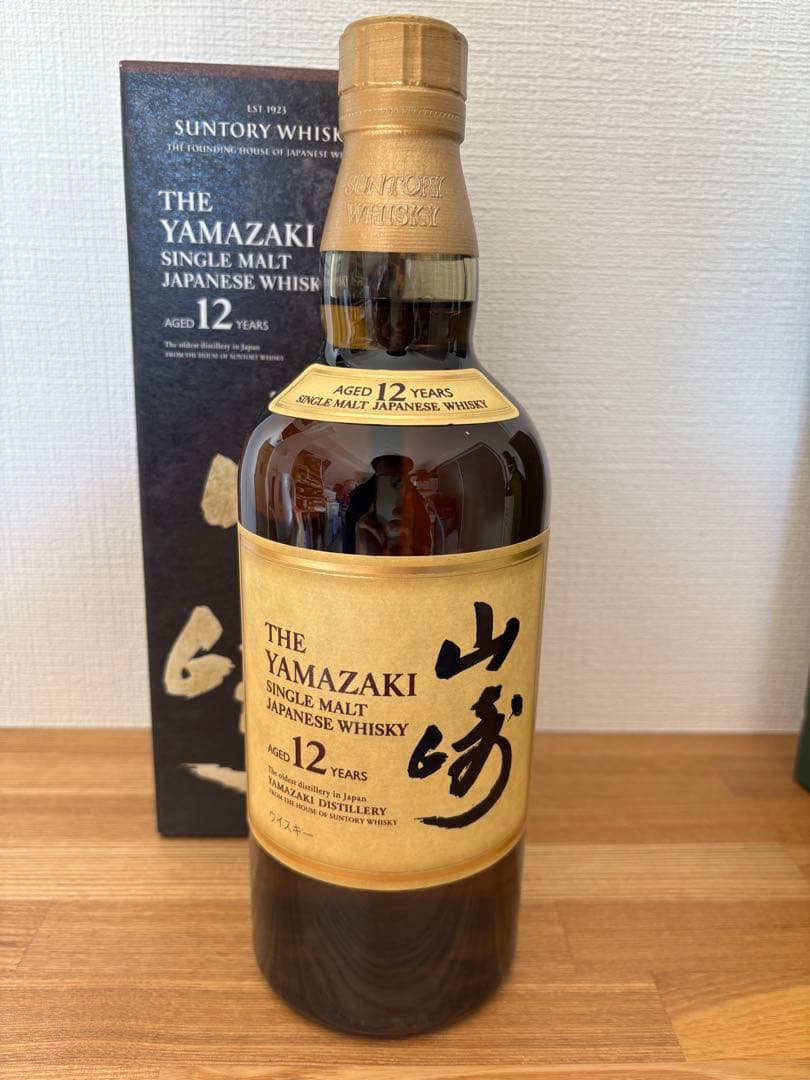 EST 1923
SUNTORY WHISK
THE FOUNDING HOUSE OF JAPANESE
THE
YAMAZAKI
SINGLE MALT
JAPANESE WHISK
AGED 12 YEARS
The oldest distillery in Japan
FROM THE HOUSE OF SUNTORY WHISKY
SUNTORY
WHISKY
AGED 12 YEARS
SINGLE MALT JAPANESE WHISKY
THE
YAMAZAKI
SINGLE MALT
JAPANESE WHISKY
AGED 12 YEARS
The oldest distillery in Japan
YAMAZAKI DISTILLERY
FROM THE HOUSE OF SUNTORY WHISKY
ウイスキー
山崎